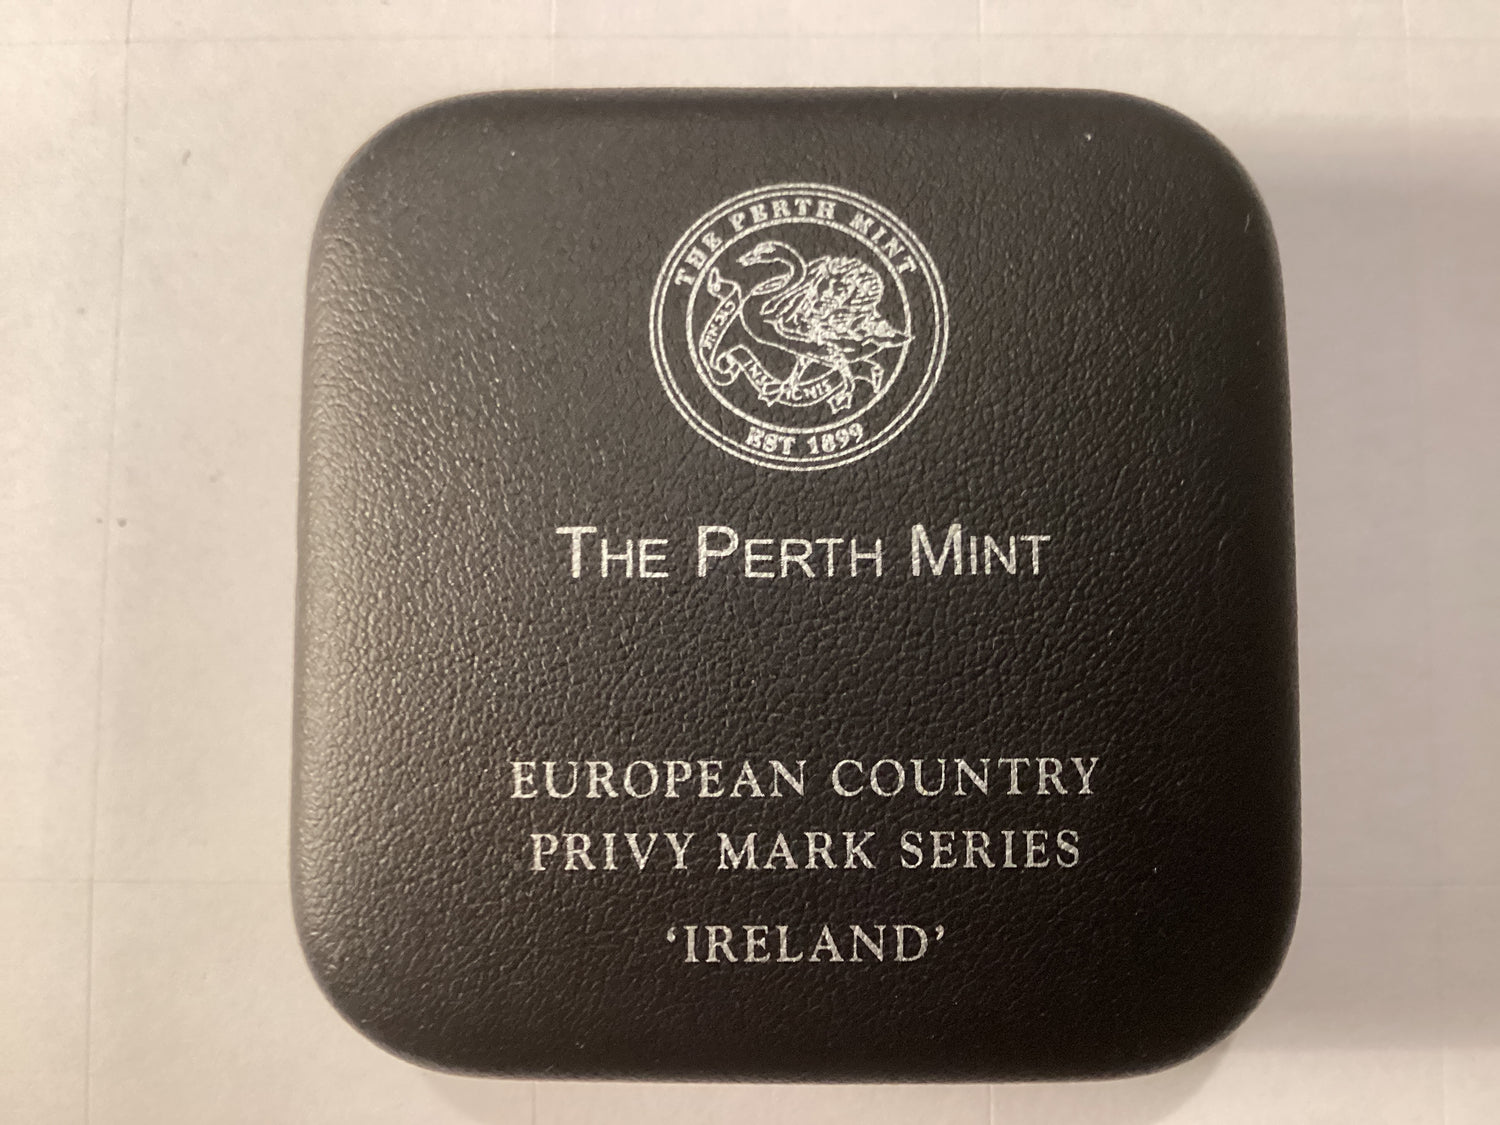 THE PERTH MINT
EST 1899
THE PERTH MINT
EUROPEAN COUNTRY
PRIVY MARK SERIES
‘IRELAND’